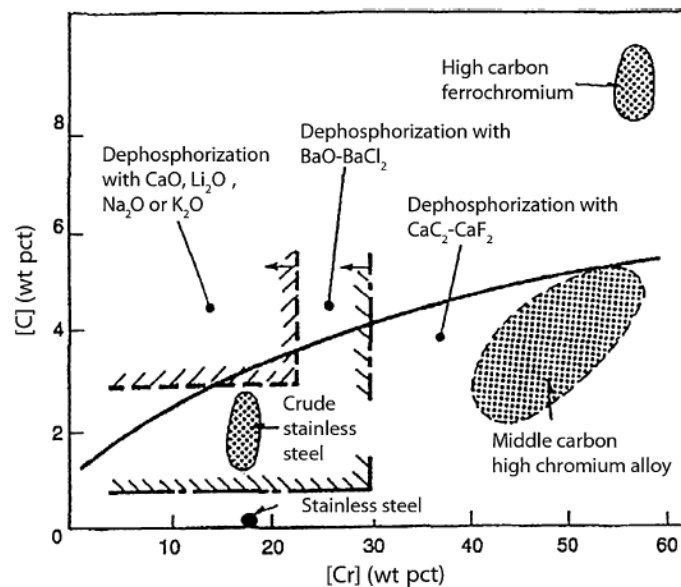 High carbon
ferrochromium
Dephosphorization with
BaO-BaCl₂
Dephosphorization
with CaO, Li₂O ,
Na₂O or K₂O
Dephosphorization with
CaC₂-CaF₂
Crude
stainless
steel
Middle carbon
high chromium alloy
Stainless steel
[C] (wt pct)
8
6
4
2
0
0
10
20
30
40
50
60
[Cr] (wt pct)